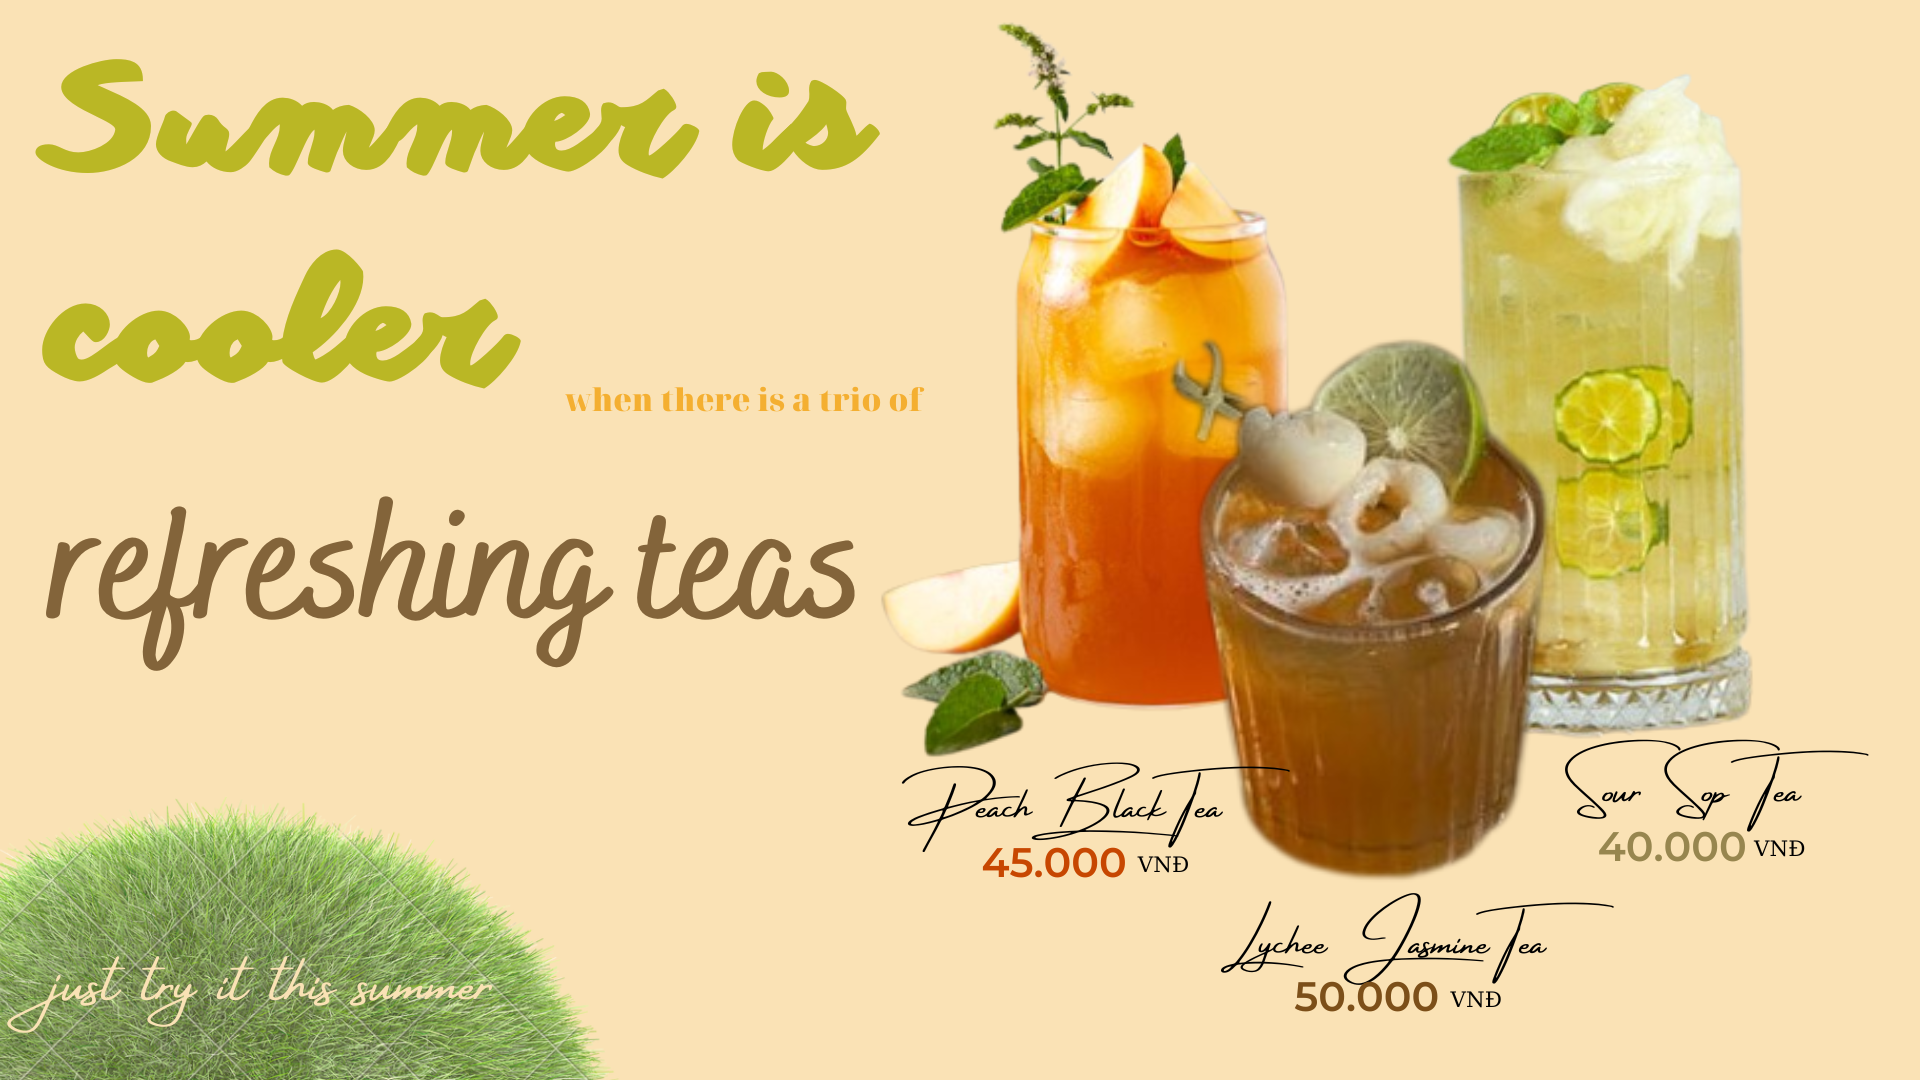 Summer is
cooler
when there is a trio of
refreshing teas
Peach Black Tea
45.000 VNĐ
Sour Sop Tea
40.000 VNĐ
Lychee Jasmine Tea
50.000 VNĐ
just try it this summer